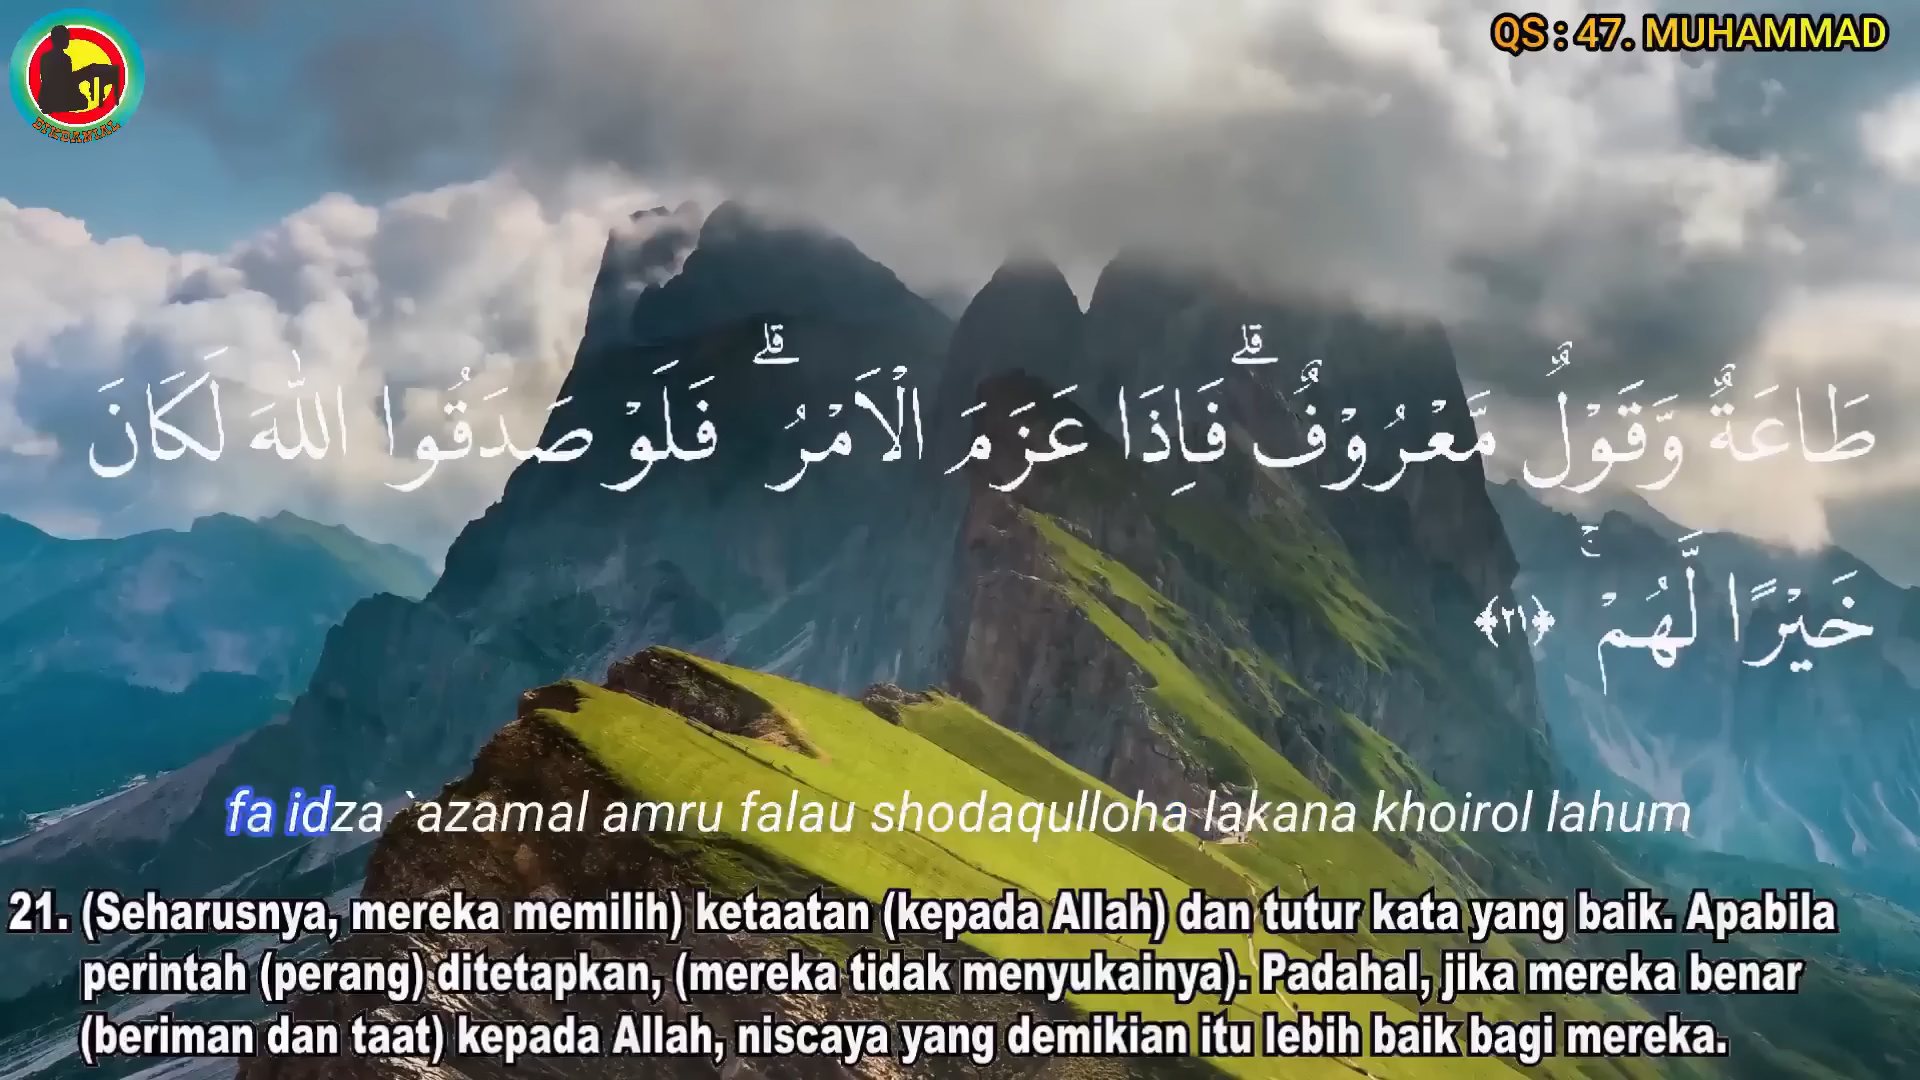 QS : 47. MUHAMMAD
DIKDANIAL
طَاعَةٌ وَّقَوْلٌ مَّعْرُوْفٌۗ فَاِذَا عَزَمَ الْاَمْرُۗ فَلَوْ صَدَقُوا اللّٰهَ لَكَانَ
خَيْرًا لَّهُمْۚ ﴿٢١﴾
fa idza `azamal amru falau shodaqulloha lakana khoirol lahum
21. (Seharusnya, mereka memilih) ketaatan (kepada Allah) dan tutur kata yang baik. Apabila
perintah (perang) ditetapkan, (mereka tidak menyukainya). Padahal, jika mereka benar
(beriman dan taat) kepada Allah, niscaya yang demikian itu lebih baik bagi mereka.